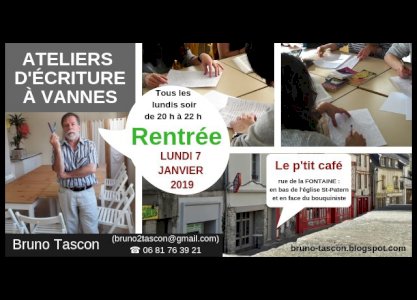 ATELIERS
D'ÉCRITURE
À VANNES
Tous les
lundis soir
de 20 h à 22 h
Rentrée
LUNDI 7
JANVIER
2019
Le p'tit café
rue de la FONTAINE :
en bas de l'église St-Patern
et en face du bouquiniste
Bruno Tascon
(bruno2tascon@gmail.com)
☎ 06 81 76 39 21
bruno-tascon.blogspot.com